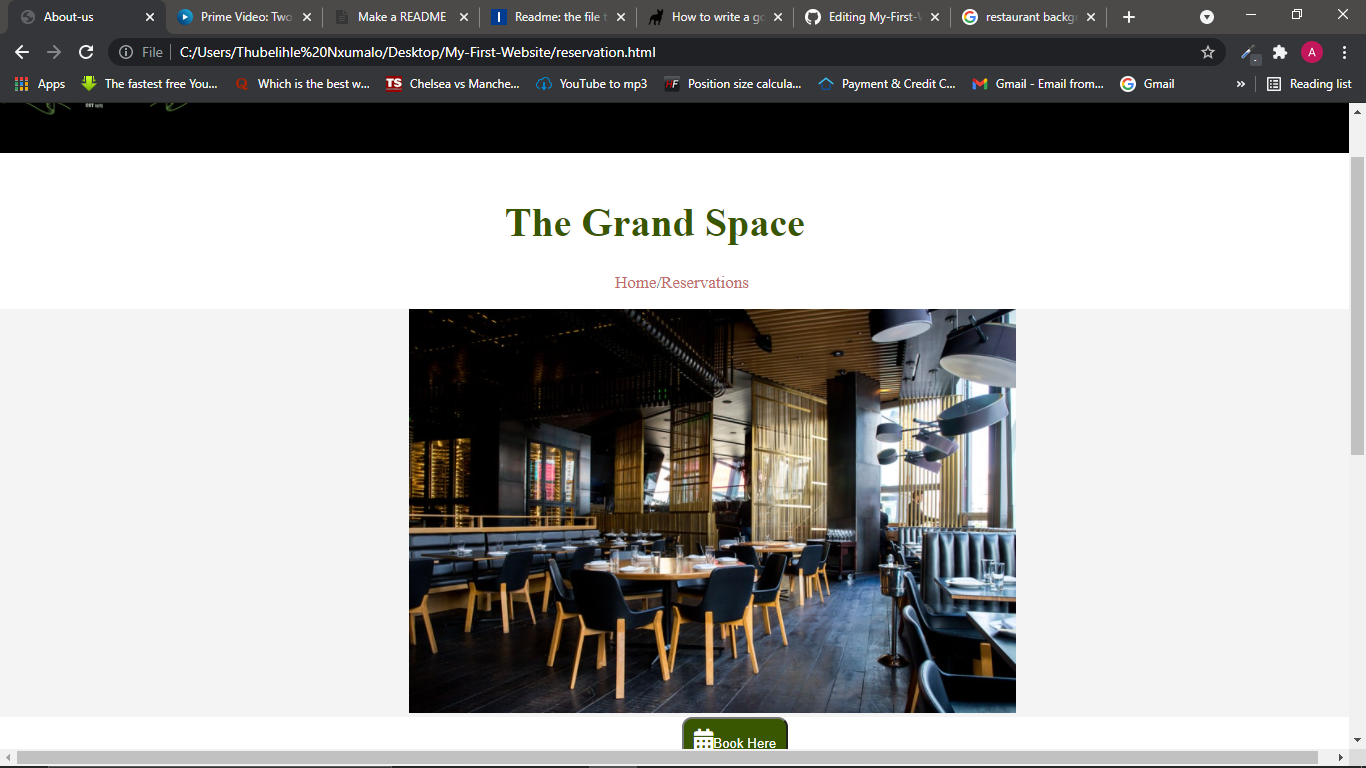 About-us
Prime Video: Two
Make a README
Readme: the file t
How to write a go
Editing My-First-W
restaurant backg
A
File
C:/Users/Thubelihle%20Nxumalo/Desktop/My-First-Website/reservation.html
Apps
The fastest free You...
Which is the best w...
TS
Chelsea vs Manche...
YouTube to mp3
Position size calcula...
Payment & Credit C...
Gmail - Email from...
Gmail
»
Reading list
The Grand Space
Home/Reservations
Book Here